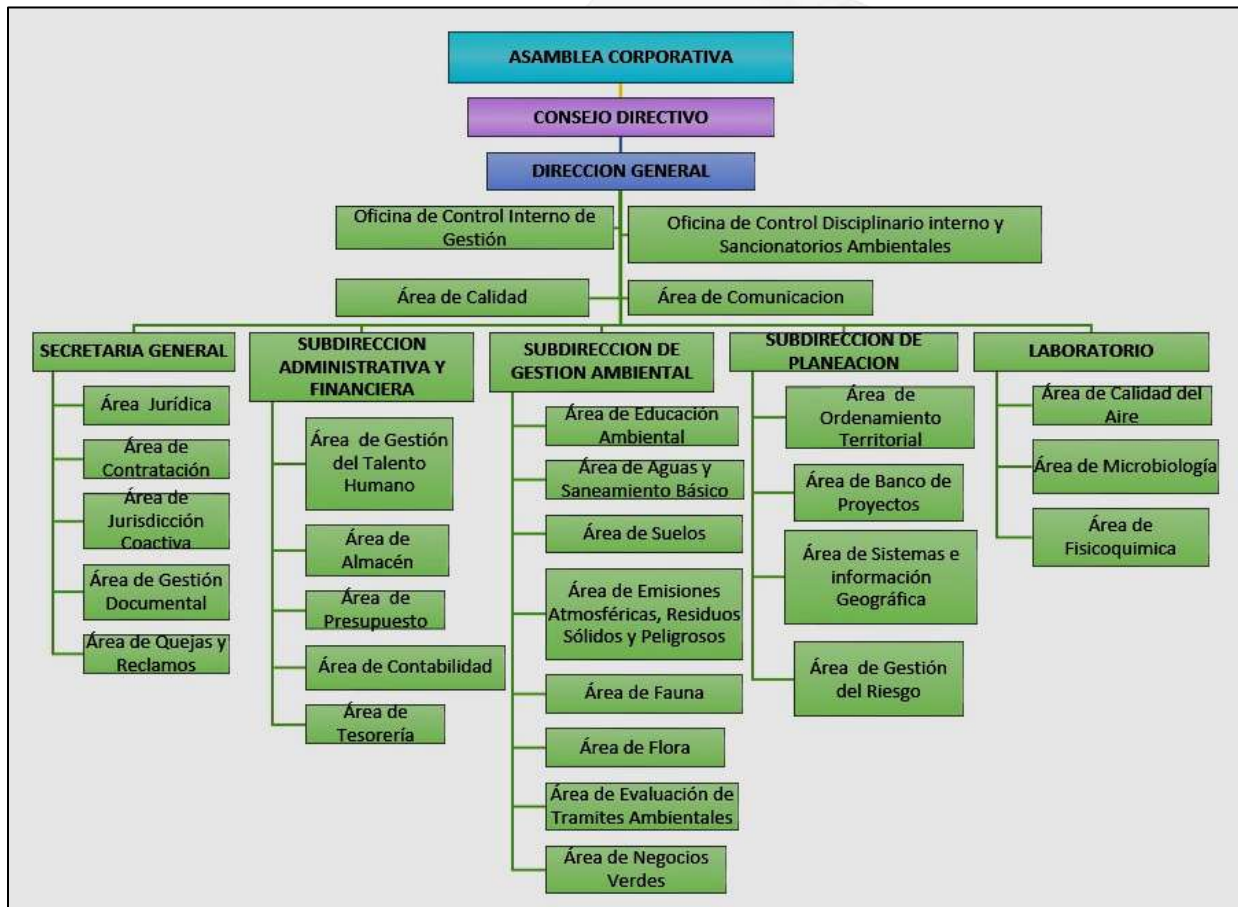 ASAMBLEA CORPORATIVA
CONSEJO DIRECTIVO
DIRECCION GENERAL
Oficina de Control Interno de
Gestión
Oficina de Control Disciplinario interno y
Sancionatorios Ambientales
Área de Calidad
Área de Comunicacion
SECRETARIA GENERAL
Área Jurídica
Área de
Contratación
Área de
Jurisdicción
Coactiva
Área de Gestión
Documental
Área de Quejas y
Reclamos
SUBDIRECCION
ADMINISTRATIVA Y
FINANCIERA
Área de Gestión
del Talento
Humano
Área de
Almacén
Área de
Presupuesto
Área de Contabilidad
Área de
Tesorería
SUBDIRECCION DE
GESTION AMBIENTAL
Área de Educación
Ambiental
Área de Aguas y
Saneamiento Básico
Área de Suelos
Área de Emisiones
Atmosféricas, Residuos
Sólidos y Peligrosos
Área de Fauna
Área de Flora
Área de Evaluación de
Tramites Ambientales
Área de Negocios
Verdes
SUBDIRECCION DE
PLANEACION
Área de
Ordenamiento
Territorial
Área de Banco de
Proyectos
Área de Sistemas e
información
Geográfica
Área de Gestión
del Riesgo
LABORATORIO
Área de Calidad del
Aire
Área de Microbiología
Área de
Fisicoquimica